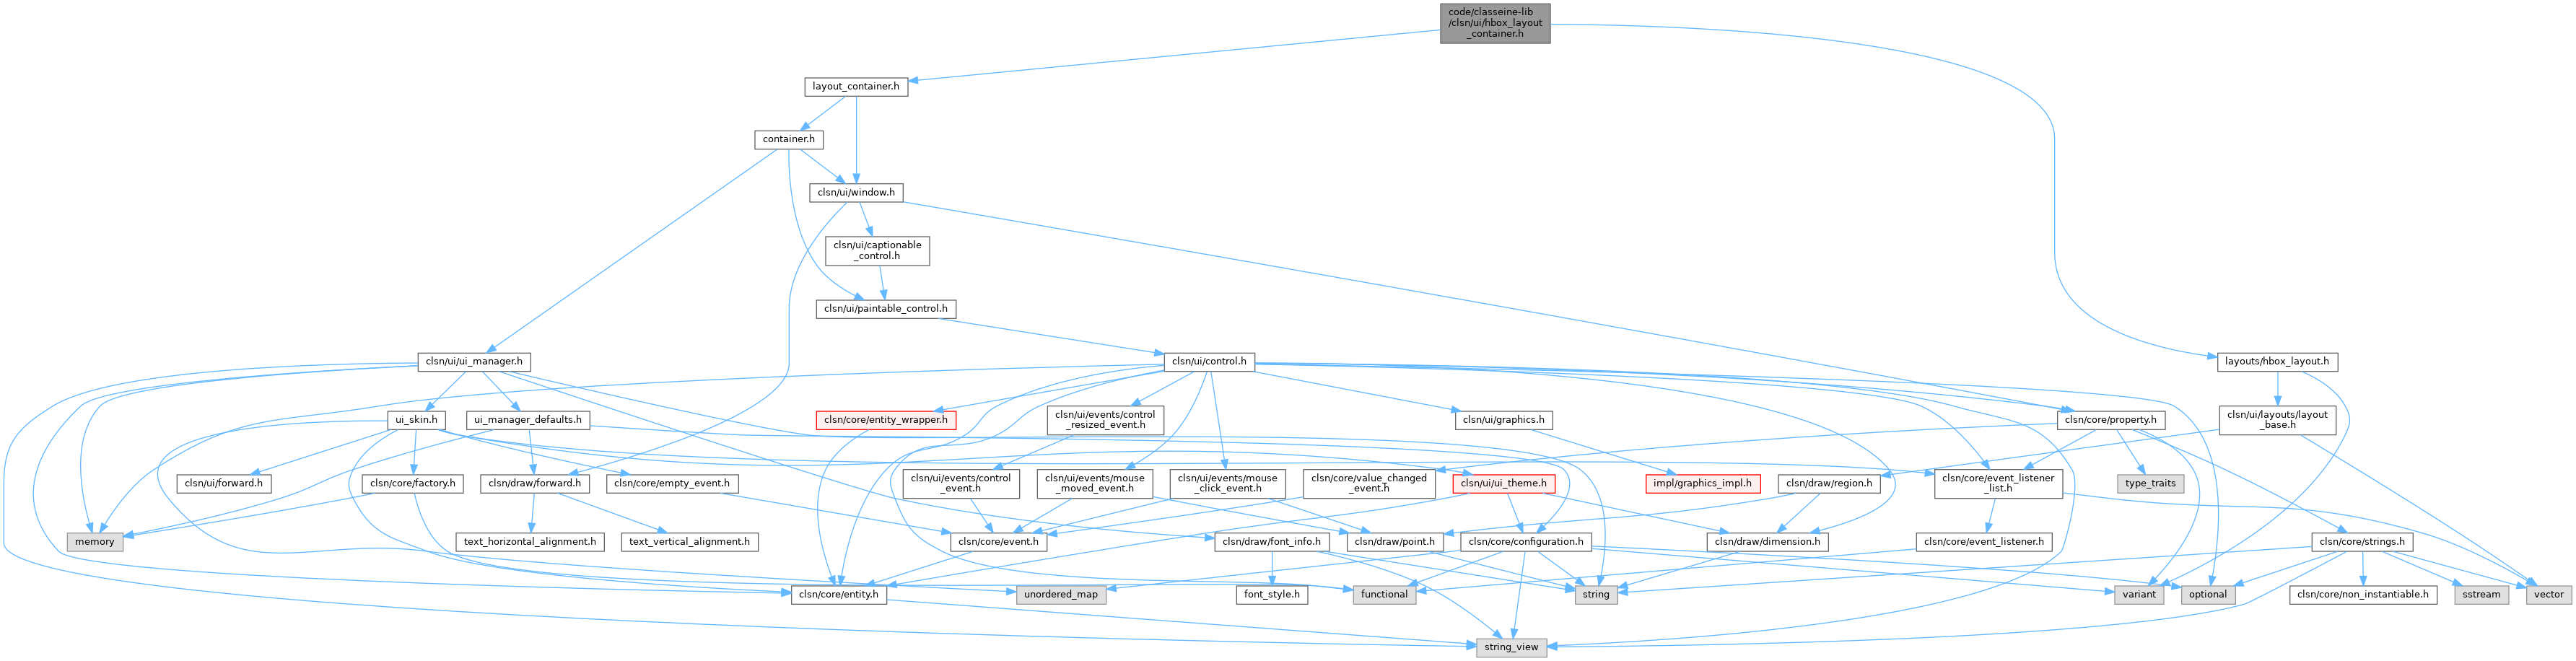 code/classeine-lib
/clsn/ui/hbox_layout
_container.h
layout_container.h
container.h
clsn/ui/window.h
clsn/ui/captionable
_control.h
clsn/ui/paintable_control.h
clsn/ui/ui_manager.h
clsn/ui/control.h
layouts/hbox_layout.h
ui_skin.h
ui_manager_defaults.h
clsn/core/entity_wrapper.h
clsn/ui/events/control
_resized_event.h
clsn/ui/graphics.h
clsn/core/property.h
clsn/ui/layouts/layout
_base.h
clsn/ui/forward.h
clsn/core/factory.h
clsn/draw/forward.h
clsn/core/empty_event.h
clsn/ui/events/control
_event.h
clsn/ui/events/mouse
_moved_event.h
clsn/ui/events/mouse
_click_event.h
clsn/core/value_changed
_event.h
clsn/ui/ui_theme.h
impl/graphics_impl.h
clsn/draw/region.h
clsn/core/event_listener
_list.h
type_traits
memory
text_horizontal_alignment.h
text_vertical_alignment.h
clsn/core/event.h
clsn/draw/font_info.h
clsn/draw/point.h
clsn/core/configuration.h
clsn/draw/dimension.h
clsn/core/event_listener.h
clsn/core/strings.h
clsn/core/entity.h
unordered_map
font_style.h
functional
string
variant
optional
clsn/core/non_instantiable.h
sstream
vector
string_view